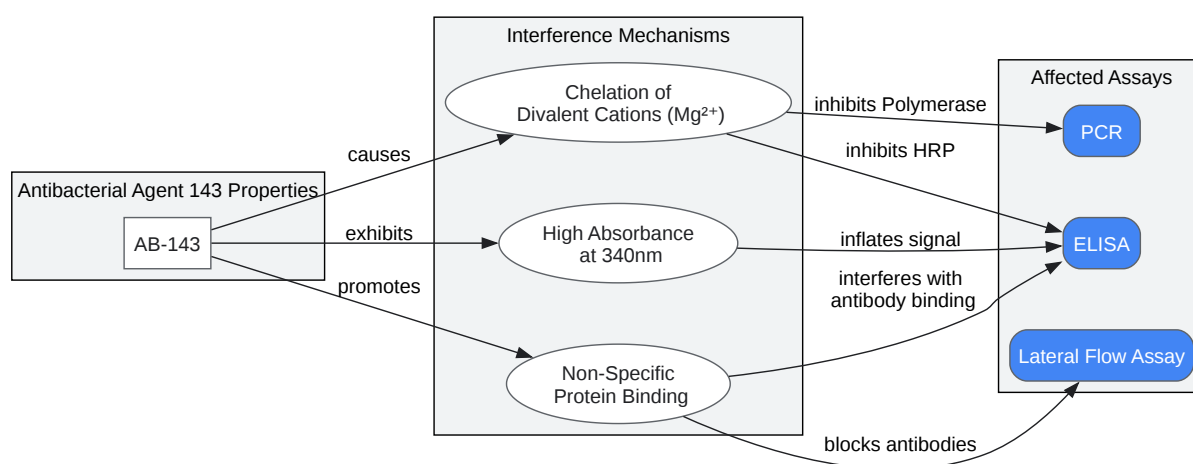 Interference Mechanisms
Chelation of
Divalent Cations (Mg²⁺)
inhibits Polymerase
Affected Assays
PCR
causes
inhibits HRP
Antibacterial Agent 143 Properties
AB-143
exhibits
High Absorbance
at 340nm
inflates signal
ELISA
promotes
interferes with
antibody binding
Non-Specific
Protein Binding
Lateral Flow Assay
blocks antibodies